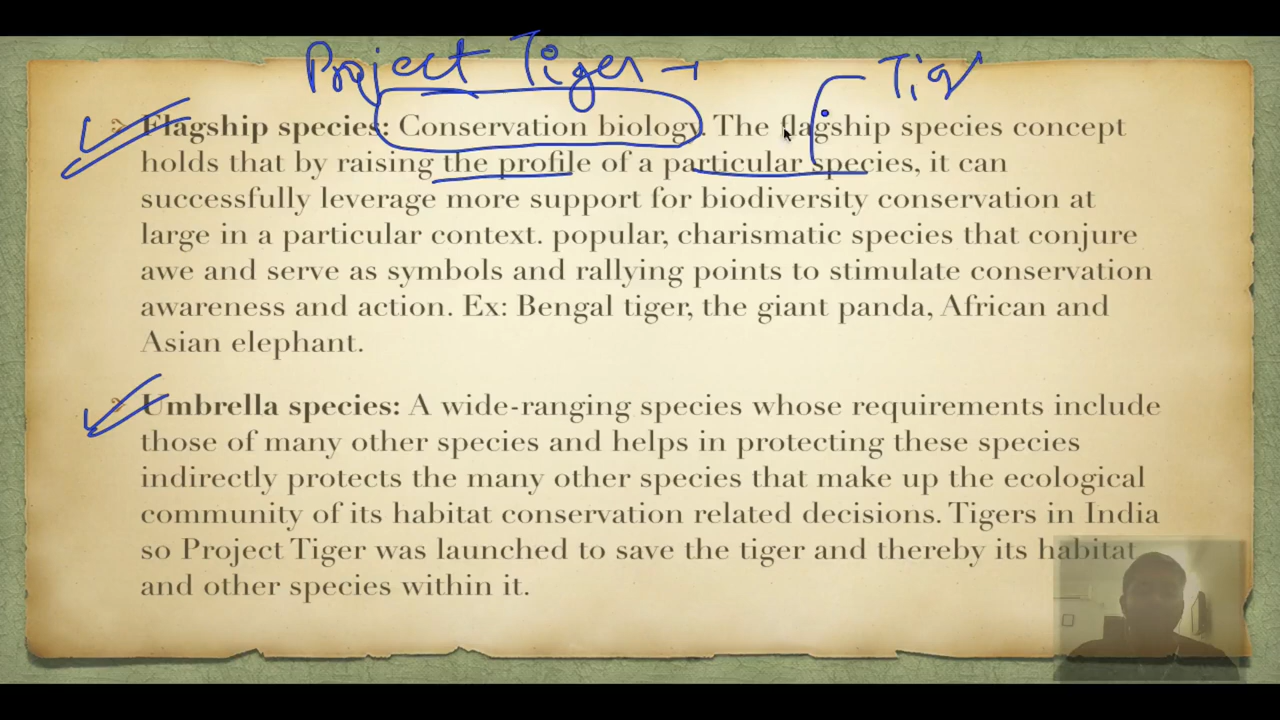 Project Tiger → Tig
Flagship species: Conservation biology. The flagship species concept
holds that by raising the profile of a particular species, it can
successfully leverage more support for biodiversity conservation at
large in a particular context. popular, charismatic species that conjure
awe and serve as symbols and rallying points to stimulate conservation
awareness and action. Ex: Bengal tiger, the giant panda, African and
Asian elephant.
Umbrella species: A wide-ranging species whose requirements include
those of many other species and helps in protecting these species
indirectly protects the many other species that make up the ecological
community of its habitat conservation related decisions. Tigers in India
so Project Tiger was launched to save the tiger and thereby its habitat
and other species within it.